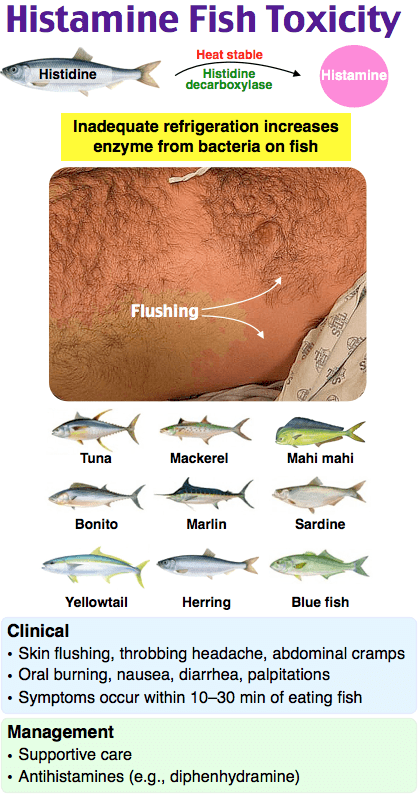 Histamine Fish Toxicity
Histidine
Heat stable
Histidine
decarboxylase
Histamine
Inadequate refrigeration increases
enzyme from bacteria on fish
Flushing
Tuna
Mackerel
Mahi mahi
Bonito
Marlin
Sardine
Yellowtail
Herring
Blue fish
Clinical
• Skin flushing, throbbing headache, abdominal cramps
• Oral burning, nausea, diarrhea, palpitations
• Symptoms occur within 10–30 min of eating fish
Management
• Supportive care
• Antihistamines (e.g., diphenhydramine)